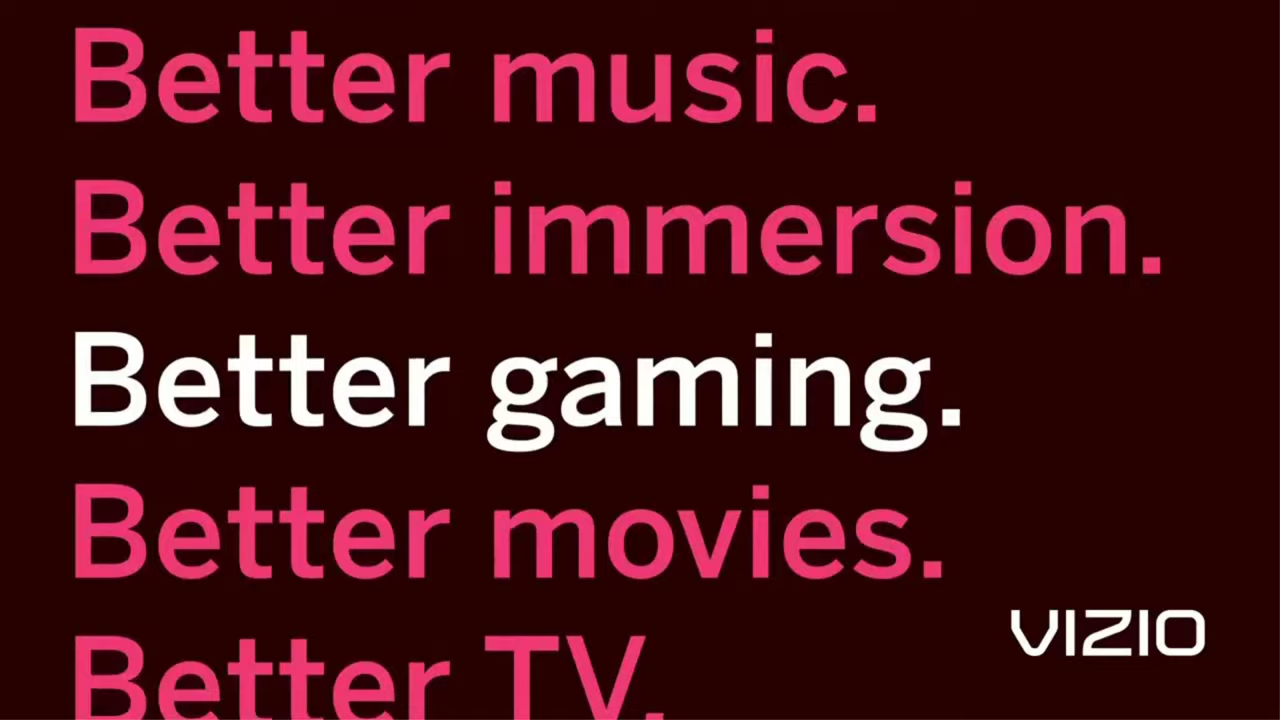 Better music.
Better immersion.
Better gaming.
Better movies.
VIZIO
Better TV.